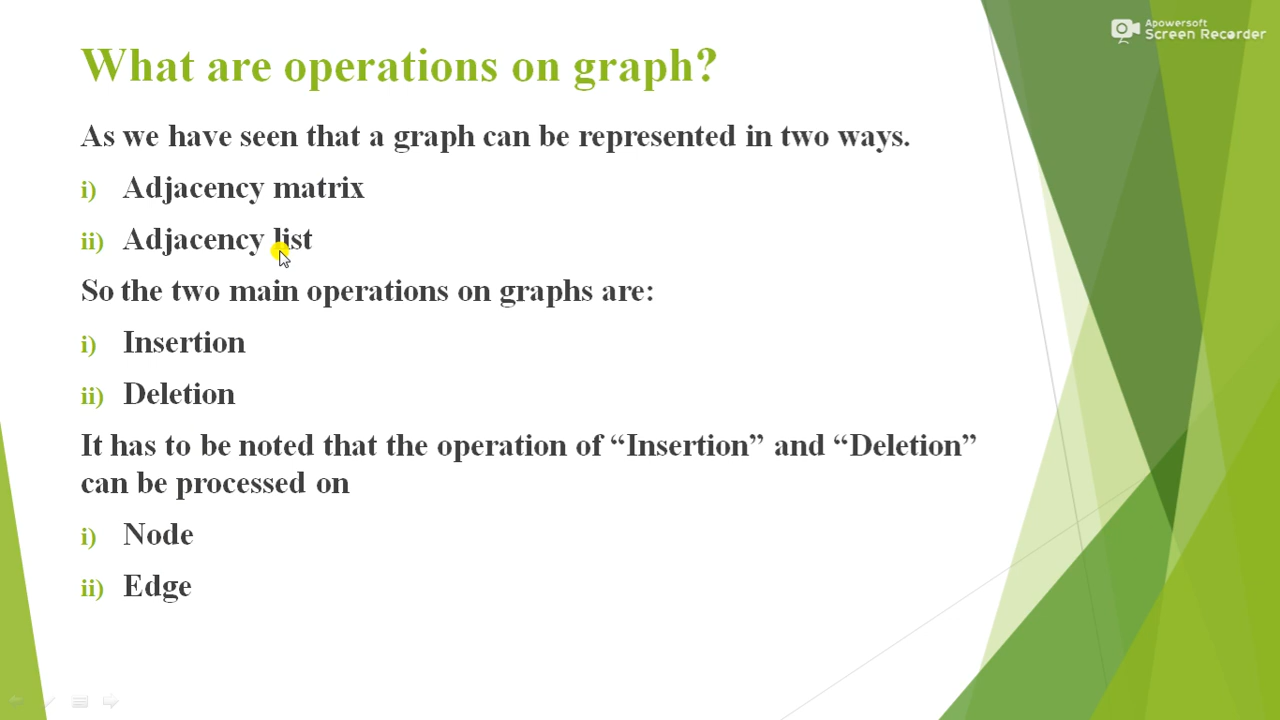 Apowersoft
Screen Recorder
What are operations on graph?
As we have seen that a graph can be represented in two ways.
i) Adjacency matrix
ii) Adjacency list
So the two main operations on graphs are:
i) Insertion
ii) Deletion
It has to be noted that the operation of “Insertion” and “Deletion”
can be processed on
i) Node
ii) Edge